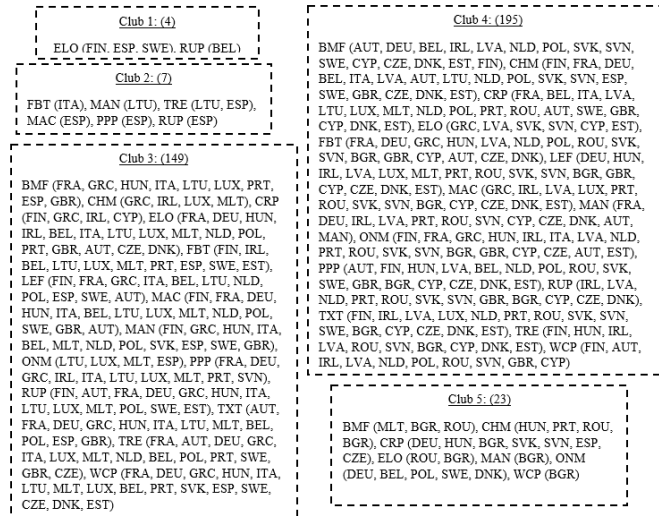 Club 1: (4)
ELO (FIN, ESP, SWE), RUP (BEL)
Club 2: (7)
FBT (ITA), MAN (LTU), TRE (LTU, ESP),
MAC (ESP), PPP (ESP), RUP (ESP)
Club 3: (149)
BMF (FRA, GRC, HUN, ITA, LTU, LUX, PRT,
ESP, GBR), CHM (GRC, IRL, LUX, MLT), CRP
(FIN, GRC, IRL, CYP), ELO (FRA, DEU, HUN,
IRL, BEL, ITA, LTU, LUX, MLT, NLD, POL,
PRT, GBR, AUT, CZE, DNK), FBT (FIN, IRL,
BEL, LTU, LUX, MLT, PRT, ESP, SWE, EST),
LEF (FIN, FRA, GRC, ITA, BEL, LTU, NLD,
POL, ESP, SWE, AUT), MAC (FIN, FRA, DEU,
HUN, ITA, BEL, LTU, LUX, MLT, NLD, POL,
SWE, GBR, AUT), MAN (FIN, GRC, HUN, ITA,
BEL, MLT, NLD, POL, SVK, ESP, SWE, GBR),
ONM (LTU, LUX, MLT, ESP), PPP (FRA, DEU,
GRC, IRL, ITA, LTU, LUX, MLT, PRT, SVN),
RUP (FIN, AUT, FRA, DEU, GRC, HUN, ITA,
LTU, LUX, MLT, POL, SWE, EST), TXT (AUT,
FRA, DEU, GRC, HUN, ITA, LTU, MLT, BEL,
POL, ESP, GBR), TRE (FRA, AUT, DEU, GRC,
ITA, LUX, MLT, NLD, BEL, POL, PRT, SWE,
GBR, CZE), WCP (FRA, DEU, GRC, HUN, ITA,
LTU, MLT, LUX, BEL, PRT, SVK, ESP, SWE,
CZE, DNK, EST)
Club 4: (195)
BMF (AUT, DEU, BEL, IRL, LVA, NLD, POL, SVK, SVN,
SWE, CYP, CZE, DNK, EST, FIN), CHM (FIN, FRA, DEU,
BEL, ITA, LVA, AUT, LTU, NLD, POL, SVK, SVN, ESP,
SWE, GBR, CZE, DNK, EST), CRP (FRA, BEL, ITA, LVA,
LTU, LUX, MLT, NLD, POL, PRT, ROU, AUT, SWE, GBR,
CYP, DNK, EST), ELO (GRC, LVA, SVK, SVN, CYP, EST),
FBT (FRA, DEU, GRC, HUN, LVA, NLD, POL, ROU, SVK,
SVN, BGR, GBR, CYP, AUT, CZE, DNK), LEF (DEU, HUN,
IRL, LVA, LUX, MLT, PRT, ROU, SVK, SVN, BGR, GBR,
CYP, CZE, DNK, EST), MAC (GRC, IRL, LVA, LUX, PRT,
ROU, SVK, SVN, BGR, CYP, CZE, DNK, EST), MAN (FRA,
DEU, IRL, LVA, PRT, ROU, SVN, CYP, CZE, DNK, AUT,
MAN), ONM (FIN, FRA, GRC, HUN, IRL, ITA, LVA, NLD,
PRT, ROU, SVK, SVN, BGR, GBR, CYP, CZE, AUT, EST),
PPP (AUT, FIN, HUN, LVA, BEL, NLD, POL, ROU, SVK,
SWE, GBR, BGR, CYP, CZE, DNK, EST), RUP (IRL, LVA,
NLD, PRT, ROU, SVK, SVN, GBR, BGR, CYP, CZE, DNK),
TXT (FIN, IRL, LVA, LUX, NLD, PRT, ROU, SVK, SVN,
SWE, BGR, CYP, CZE, DNK, EST), TRE (FIN, HUN, IRL,
LVA, ROU, SVN, BGR, CYP, DNK, EST), WCP (FIN, AUT,
IRL, LVA, NLD, POL, ROU, SVN, GBR, CYP)
Club 5: (23)
BMF (MLT, BGR, ROU), CHM (HUN, PRT, ROU,
BGR), CRP (DEU, HUN, BGR, SVK, SVN, ESP,
CZE), ELO (ROU, BGR), MAN (BGR), ONM
(DEU, BEL, POL, SWE, DNK), WCP (BGR)